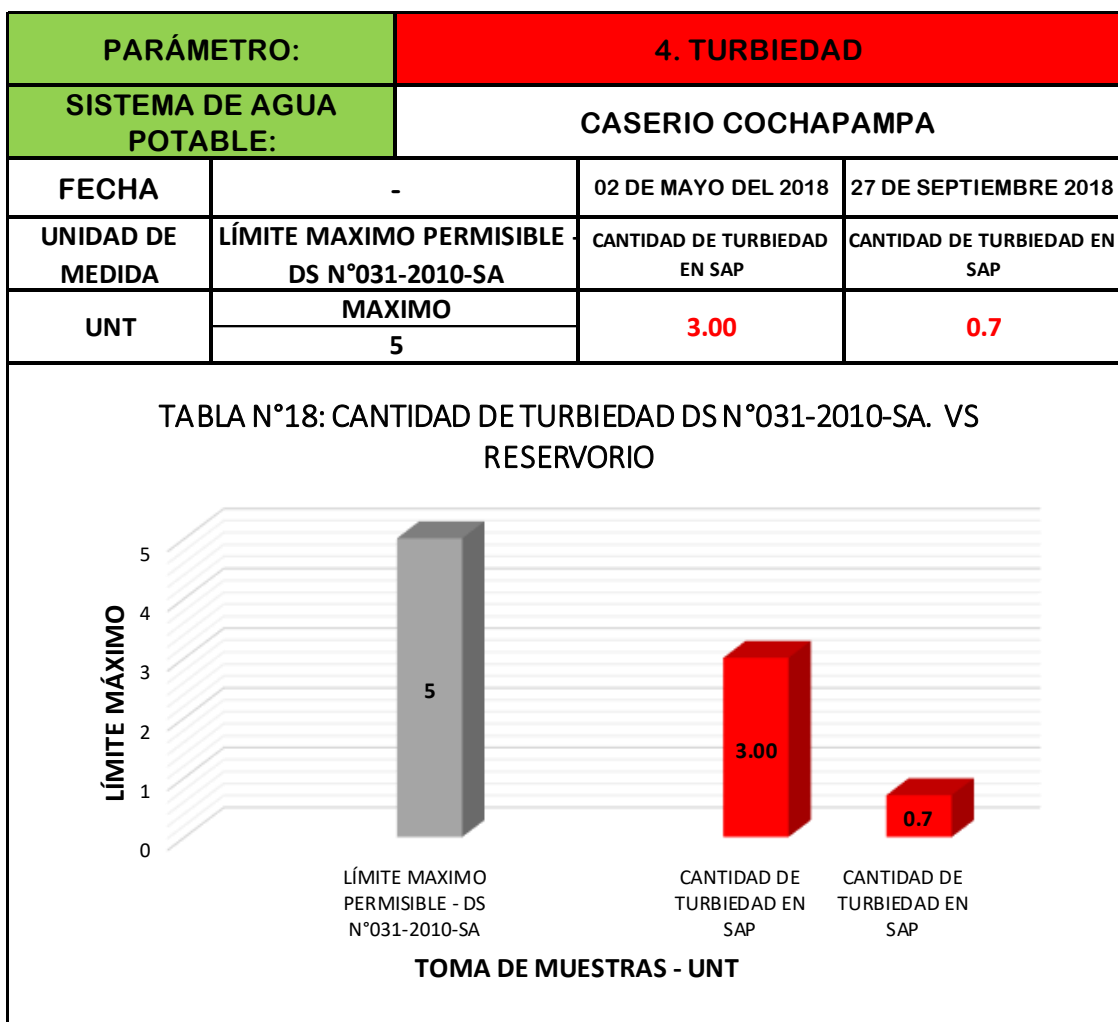 PARÁMETRO:
4. TURBIEDAD
SISTEMA DE AGUA
POTABLE:
CASERIO COCHAPAMPA
FECHA
-
02 DE MAYO DEL 2018
27 DE SEPTIEMBRE 2018
UNIDAD DE
MEDIDA
LÍMITE MAXIMO PERMISIBLE -
DS N°031-2010-SA
CANTIDAD DE TURBIEDAD
EN SAP
CANTIDAD DE TURBIEDAD EN
SAP
UNT
MAXIMO
5
3.00
0.7
TABLA N°18: CANTIDAD DE TURBIEDAD DS N°031-2010-SA. VS
RESERVORIO
LÍMITE MÁXIMO
5
4
3
2
1
0
5
3.00
0.7
LÍMITE MAXIMO
PERMISIBLE - DS
N°031-2010-SA
CANTIDAD DE
TURBIEDAD EN
SAP
CANTIDAD DE
TURBIEDAD EN
SAP
TOMA DE MUESTRAS - UNT